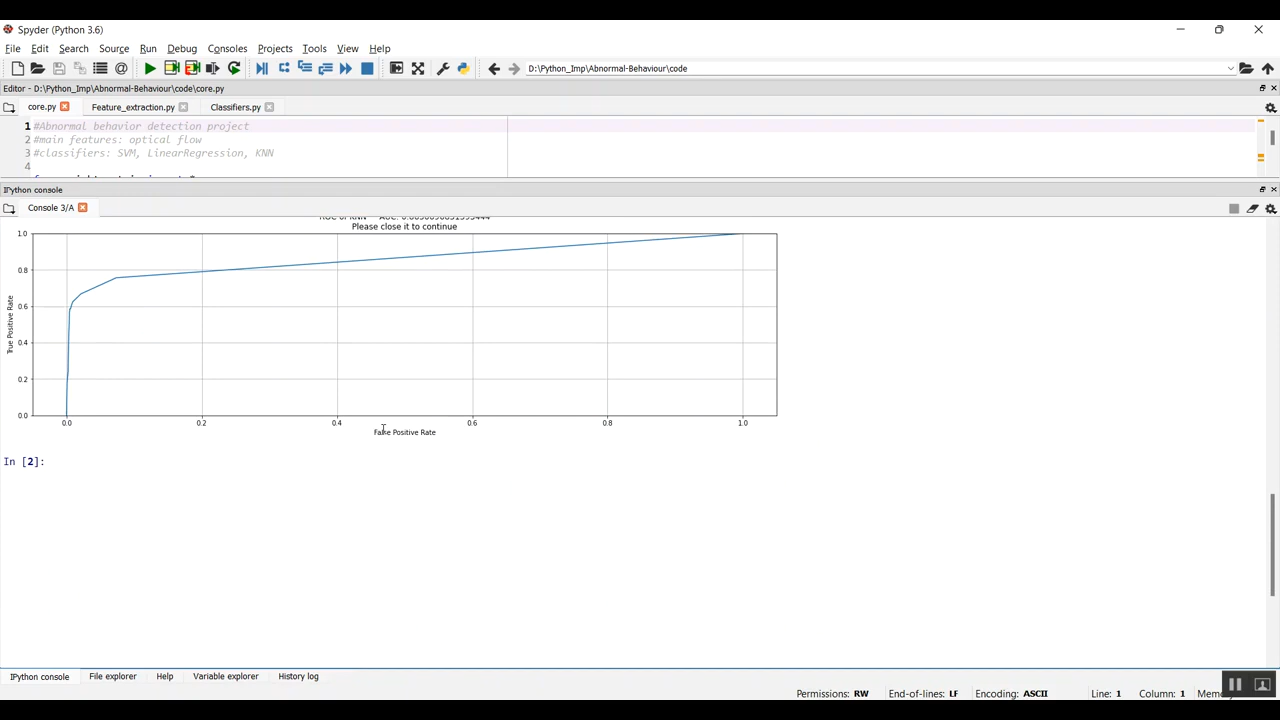 Spyder (Python 3.6)
File Edit Search Source Run Debug Consoles Projects Tools View Help
D:\Python_Imp\Abnormal-Behaviour\code
Editor - D:\Python_Imp\Abnormal-Behaviour\code\core.py
core.py Feature_extraction.py Classifiers.py
1 #Abnormal behavior detection project
2 #main features: optical flow
3 #classifiers: SVM, LinearRegression, KNN
4
IPython console
Console 3/A
Please close it to continue
1.0
0.8
0.6
0.4
0.2
0.0
True Positive Rate
0.0 0.2 0.4 0.6 0.8 1.0
False Positive Rate
In [2]:
IPython console File explorer Help Variable explorer History log
Permissions: RW End-of-lines: LF Encoding: ASCII Line: 1 Column: 1